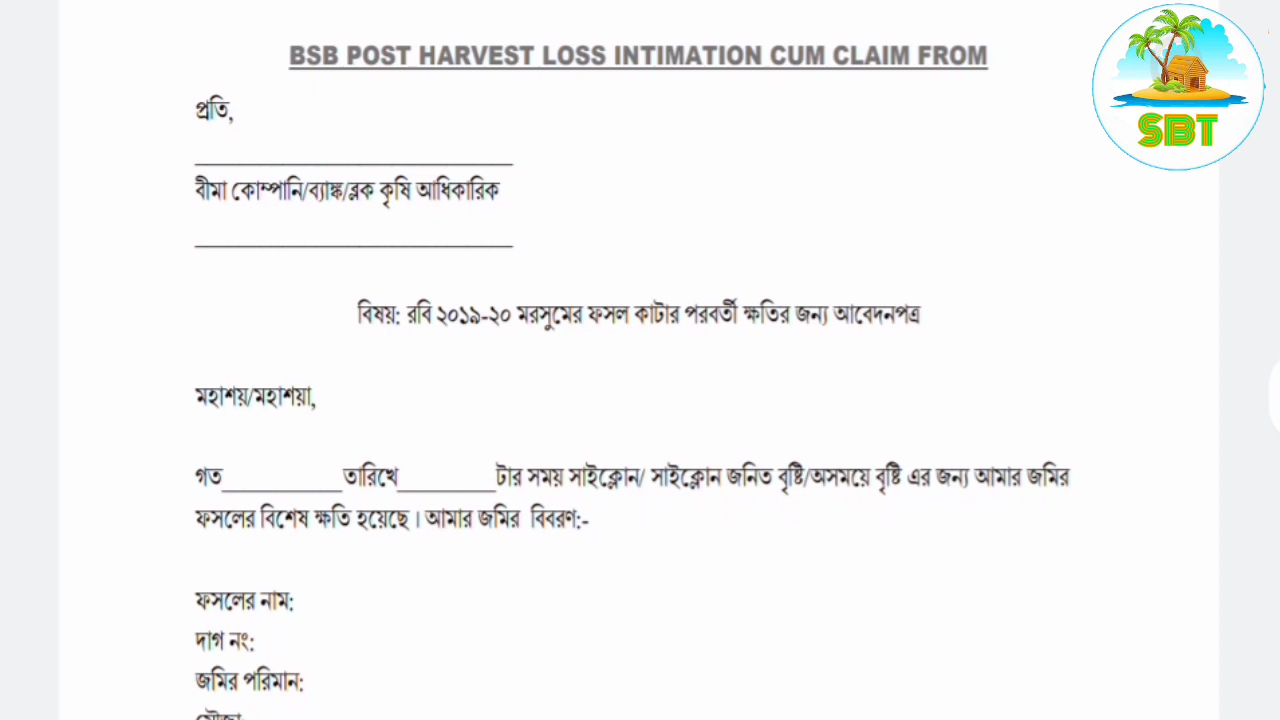 BSB POST HARVEST LOSS INTIMATION CUM CLAIM FROM
SBT
প্রতি,
বীমা কোম্পানি/ব্যাঙ্ক/ব্লক কৃষি আধিকারিক
বিষয়: রবি ২০১৯-২০ মরসুমের ফসল কাটার পরবর্তী ক্ষতির জন্য আবেদনপত্র
মহাশয়/মহাশয়া,
গত__________তারিখে________টার সময় সাইক্লোন/ সাইক্লোন জনিত বৃষ্টি/অসময়ে বৃষ্টি এর জন্য আমার জমির
ফসলের বিশেষ ক্ষতি হয়েছে। আমার জমির বিবরণ:-
ফসলের নাম:
দাগ নং:
জমির পরিমান:
মৌজা: